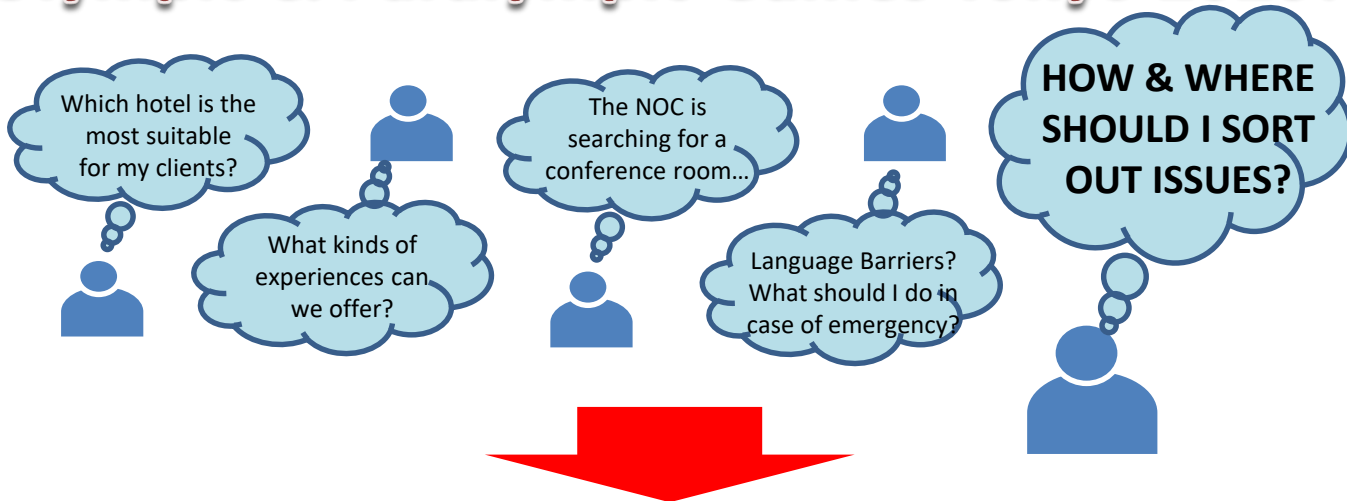 Which hotel is the
most suitable
for my clients?
What kinds of
experiences can
we offer?
The NOC is
searching for a
conference room…
Language Barriers?
What should I do in
case of emergency?
HOW & WHERE
SHOULD I SORT
OUT ISSUES?